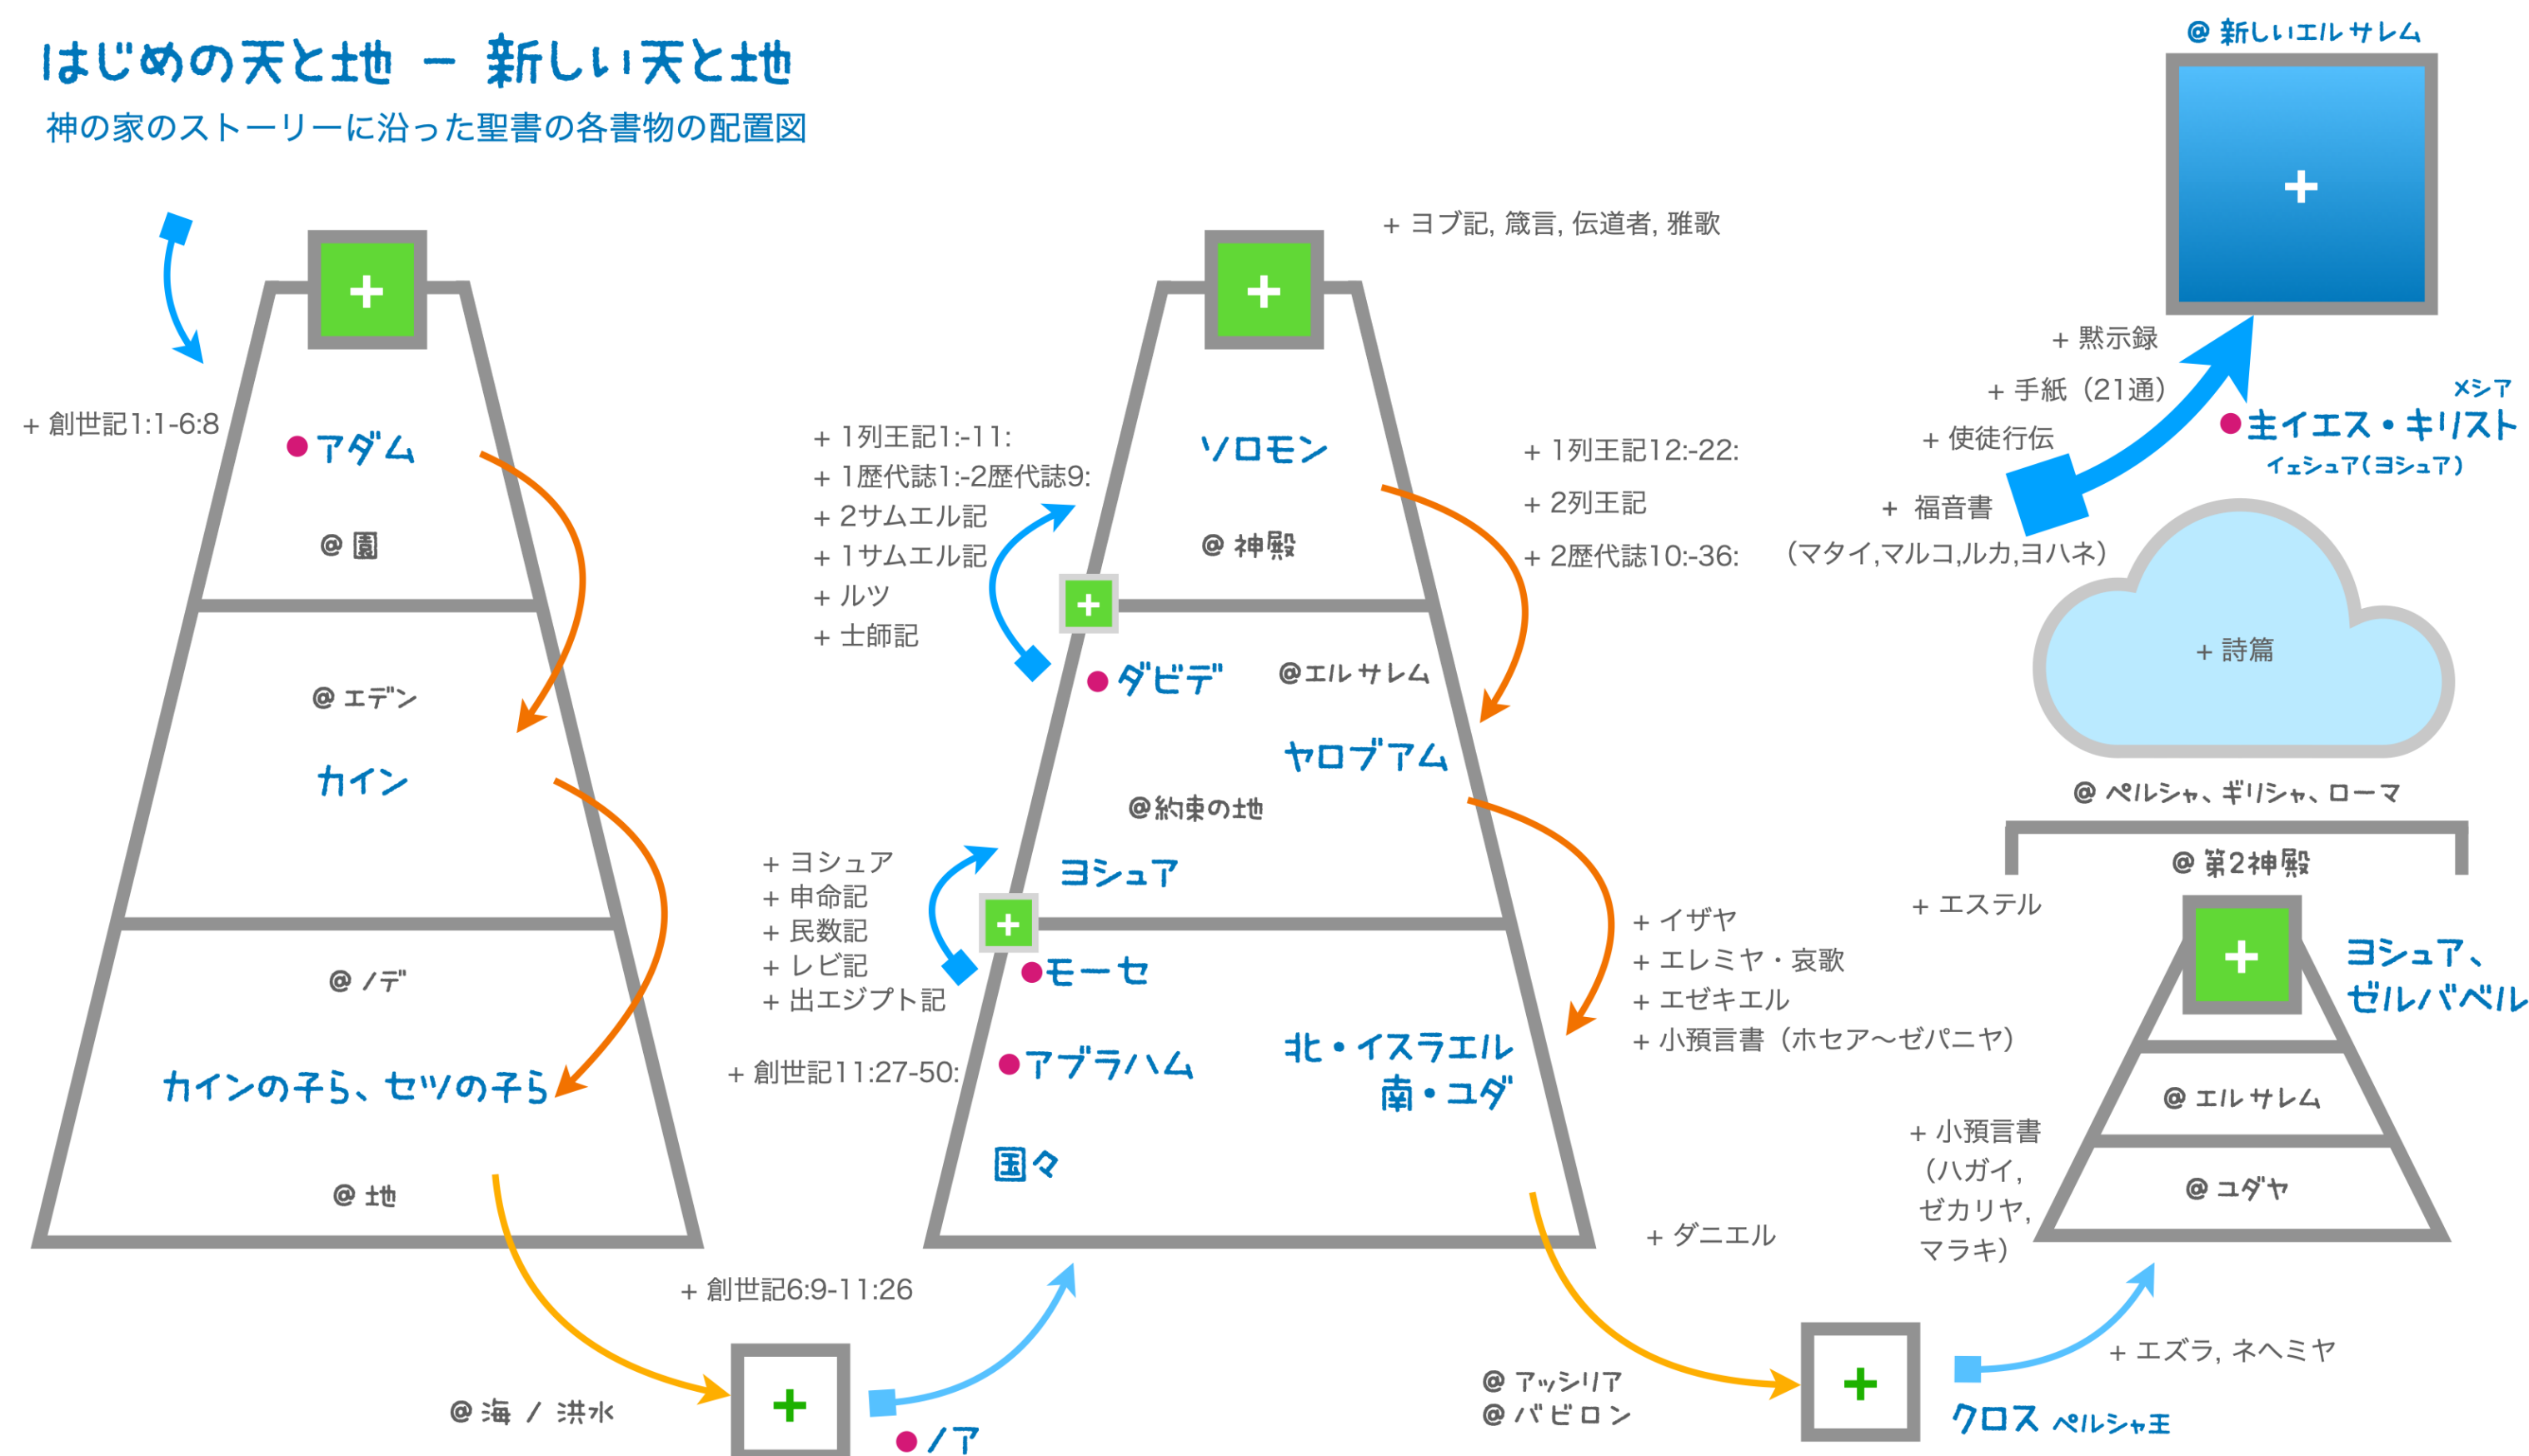 はじめの天と地 － 新しい天と地
神の家のストーリーに沿った聖書の各書物の配置図
+ 創世記1:1-6:8
アダム
@ 園
@ エデン
カイン
@ ノデ
カインの子ら、セツの子ら
@ 地
@ 海 / 洪水
+ 創世記6:9-11:26
ノア
+ ヨブ記, 箴言, 伝道者, 雅歌
+ 1列王記1:-11:
+ 1歴代誌1:-2歴代誌9:
+ 2サムエル記
+ 1サムエル記
+ ルツ
+ 士師記
ソロモン
@ 神殿
+ 1列王記12:-22:
+ 2列王記
+ 2歴代誌10:-36:
ダビデ
@エルサレム
ヤロブアム
@約束の地
ヨシュア
+ ヨシュア
+ 申命記
+ 民数記
+ レビ記
+ 出エジプト記
モーセ
+ 創世記11:27-50:
アブラハム
北・イスラエル
南・ユダ
国々
+ イザヤ
+ エレミヤ・哀歌
+ エゼキエル
+ 小預言書（ホセア〜ゼパニヤ）
+ ダニエル
@ アッシリア
@ バビロン
クロス ペルシャ王
+ エズラ, ネヘミヤ
@ 新しいエルサレム
+ 黙示録
+ 手紙（21通）
+ 使徒行伝
+ 福音書
（マタイ,マルコ,ルカ,ヨハネ）
メシア
主イエス・キリスト
イェシュア（ヨシュア）
+ 詩篇
@ ペルシャ、ギリシャ、ローマ
@ 第2神殿
+ エステル
ヨシュア、
ゼルバベル
@ エルサレム
@ ユダヤ
+ 小預言書
（ハガイ,
ゼカリヤ,
マラキ）